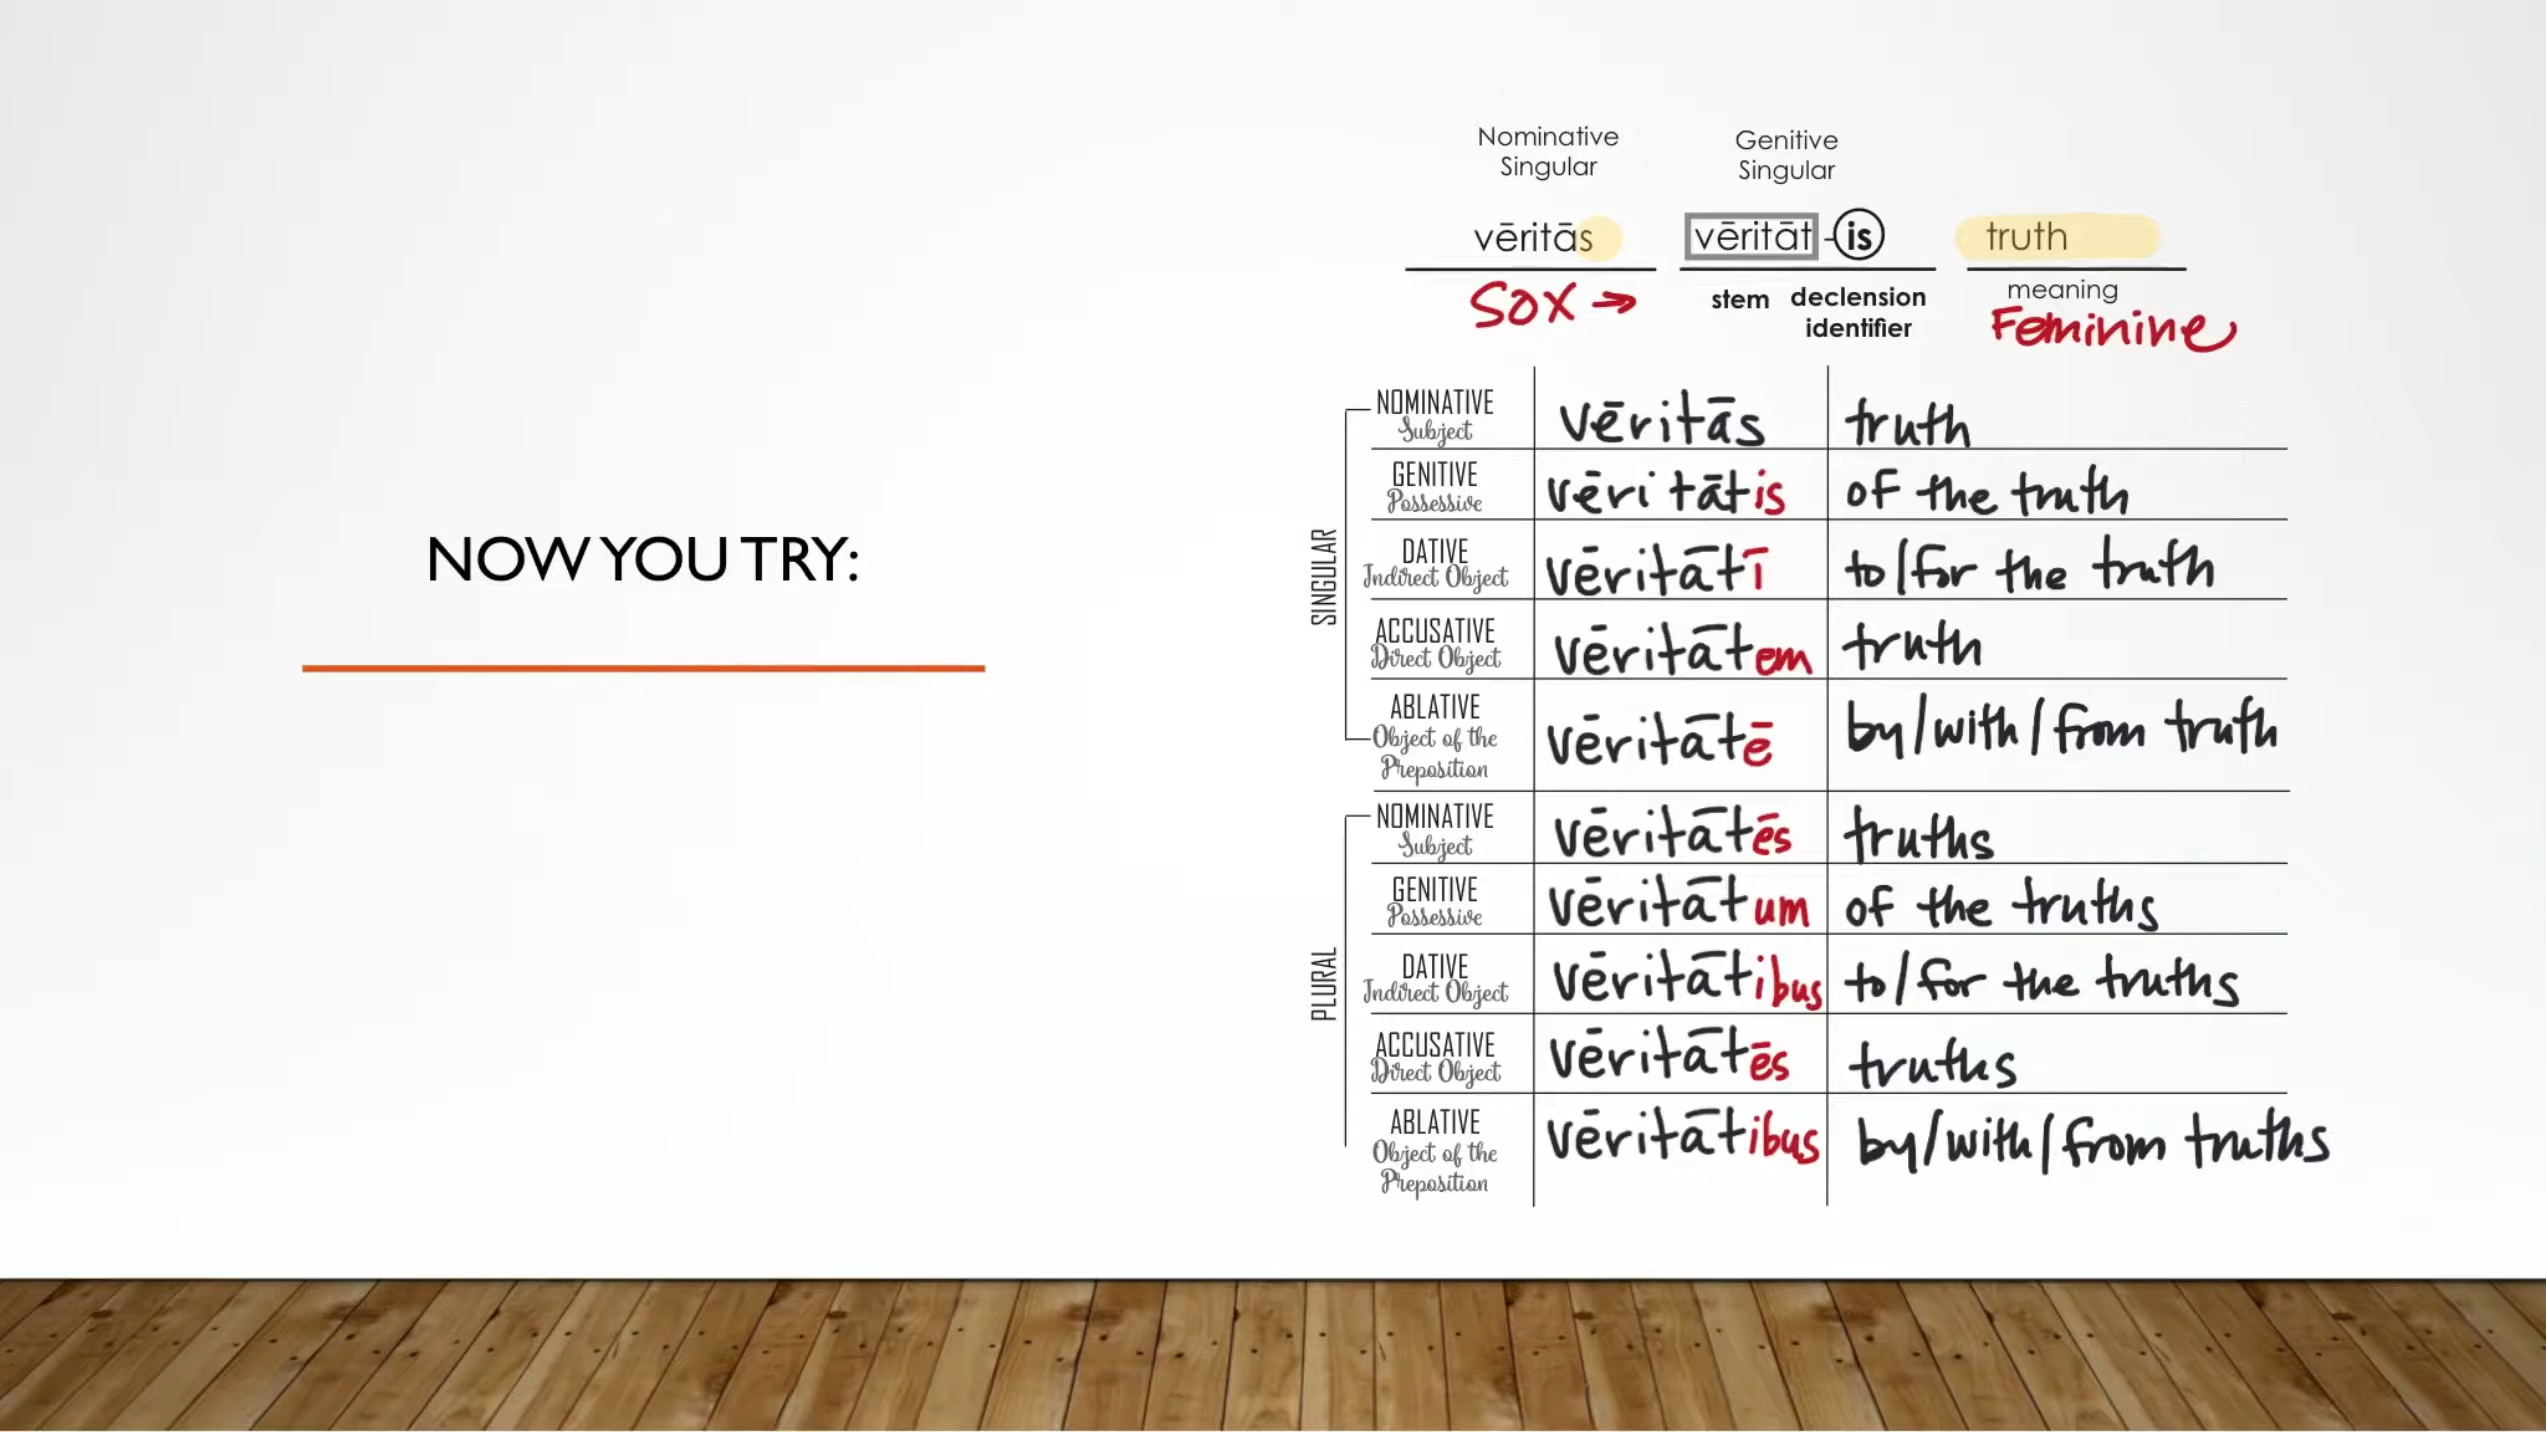 NOW YOU TRY:
Nominative
Singular
Genitive
Singular
vēritās
vēritāt - is
truth
SOX →
stem
declension
identifier
meaning
Feminine
SINGULAR
NOMINATIVE
Subject
vēritās
truth
GENITIVE
Possessive
vēritātis
of the truth
DATIVE
Indirect Object
vēritātī
to/for the truth
ACCUSATIVE
Direct Object
vēritātem
truth
ABLATIVE
Object of the
Preposition
vēritātē
by/with/from truth
PLURAL
NOMINATIVE
Subject
vēritātēs
truths
GENITIVE
Possessive
vēritātum
of the truths
DATIVE
Indirect Object
vēritātibus
to/for the truths
ACCUSATIVE
Direct Object
vēritātēs
truths
ABLATIVE
Object of the
Preposition
vēritātibus
by/with/from truths